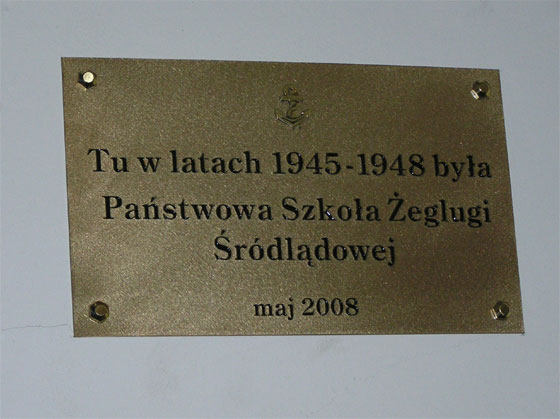 Tu w latach 1945-1948 była
Państwowa Szkoła Żeglugi
Śródlądowej
maj 2008